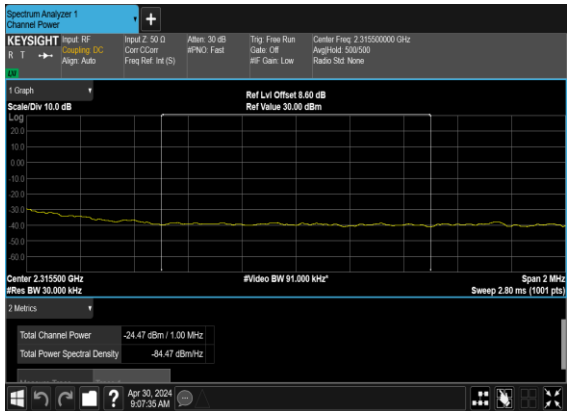 Spectrum Analyzer 1
Channel Power
KEYSIGHT Input: RF Input Z: 50 Ω Atten: 30 dB Trig: Free Run Center Freq: 2.315500000 GHz
R T Coupling: DC Corr CCorr #PNO: Fast Gate: Off Avg|Hold: 500/500
Align: Auto Freq Ref: Int (S) #IF Gain: Low Radio Std: None
1 Graph
Ref Lvl Offset 8.60 dB
Scale/Div 10.0 dB Ref Value 30.00 dBm
Log
20.0
10.0
0.00
-10.0
-20.0
-30.0
-40.0
-50.0
-60.0
Center 2.315500 GHz #Video BW 91.000 kHz* Span 2 MHz
#Res BW 30.000 kHz Sweep 2.80 ms (1001 pts)
2 Metrics
Total Channel Power -24.47 dBm / 1.00 MHz
Total Power Spectral Density -84.47 dBm/Hz
?
Apr 30, 2024
9:07:35 AM